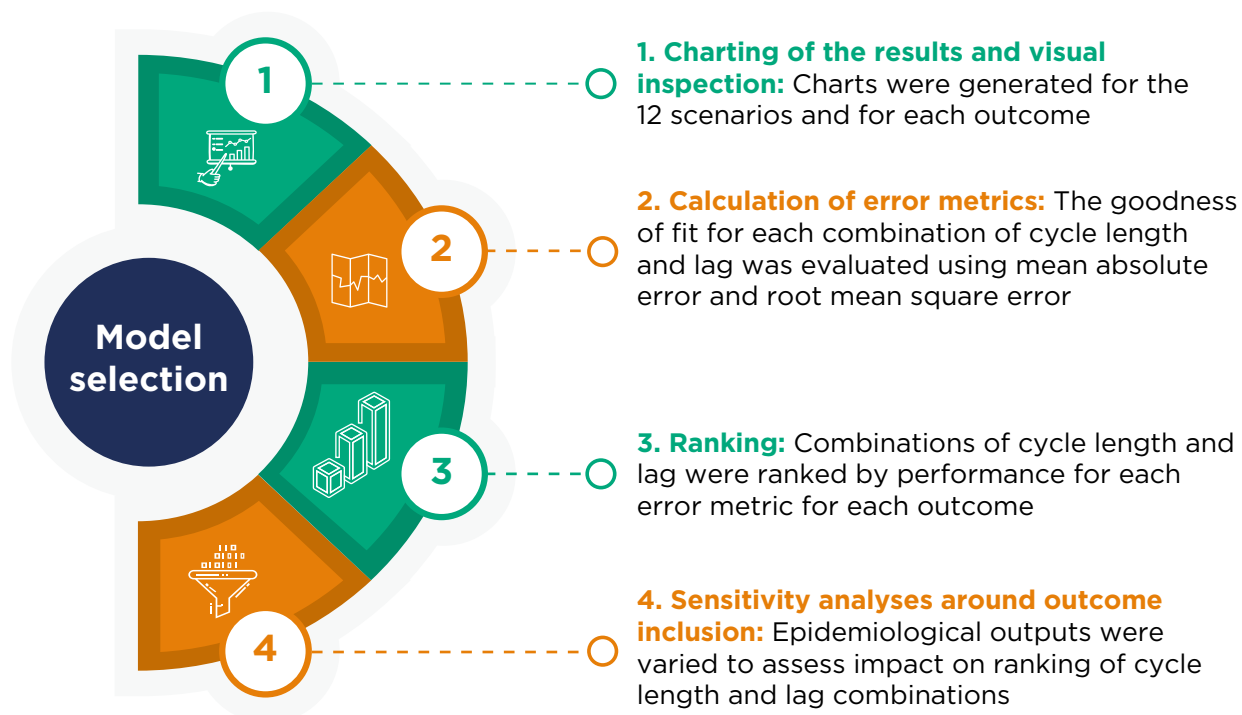 Model
selection
1
1. Charting of the results and visual
inspection: Charts were generated for the
12 scenarios and for each outcome
2
2. Calculation of error metrics: The goodness
of fit for each combination of cycle length
and lag was evaluated using mean absolute
error and root mean square error
3
3. Ranking: Combinations of cycle length and
lag were ranked by performance for each
error metric for each outcome
4
4. Sensitivity analyses around outcome
inclusion: Epidemiological outputs were
varied to assess impact on ranking of cycle
length and lag combinations